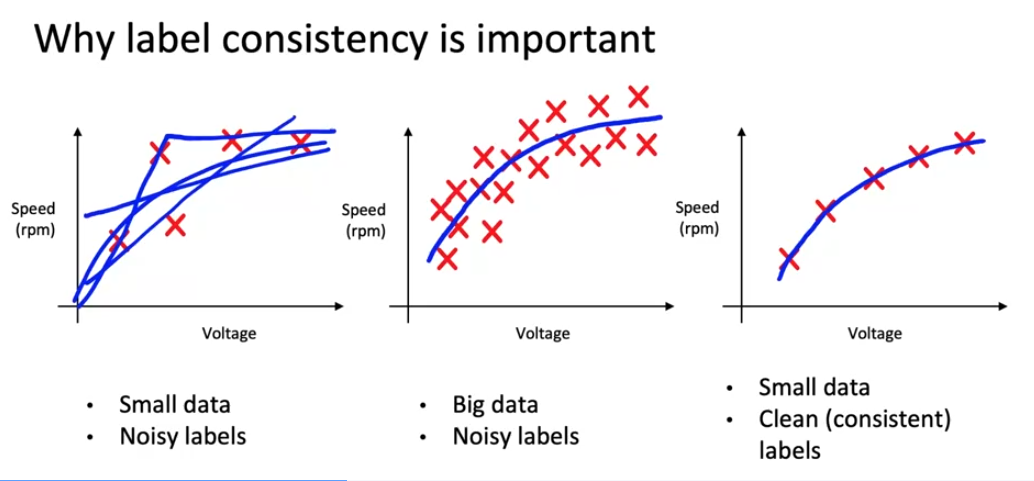 Why label consistency is important
Speed
(rpm)
Voltage
• Small data
• Noisy labels
Speed
(rpm)
Voltage
• Big data
• Noisy labels
Speed
(rpm)
Voltage
• Small data
• Clean (consistent)
labels